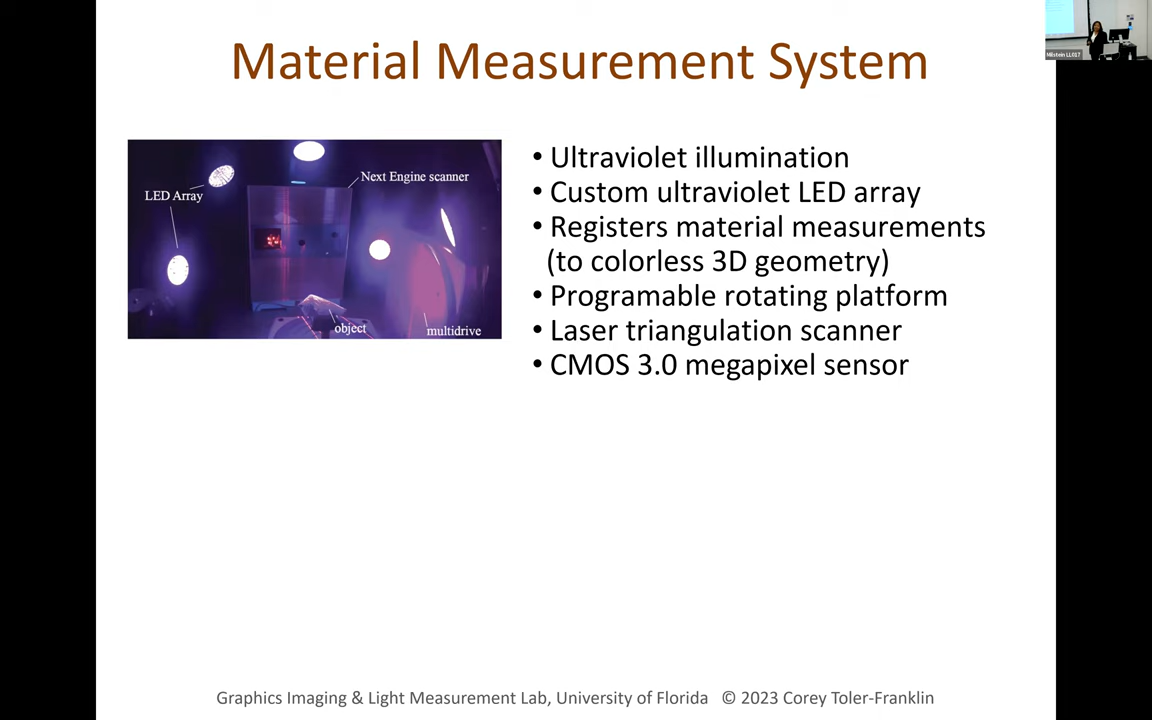 Material Measurement System
Milstein LL017
LED Array
Next Engine scanner
object
multidrive
• Ultraviolet illumination
• Custom ultraviolet LED array
• Registers material measurements
(to colorless 3D geometry)
• Programable rotating platform
• Laser triangulation scanner
• CMOS 3.0 megapixel sensor
Graphics Imaging & Light Measurement Lab, University of Florida © 2023 Corey Toler-Franklin